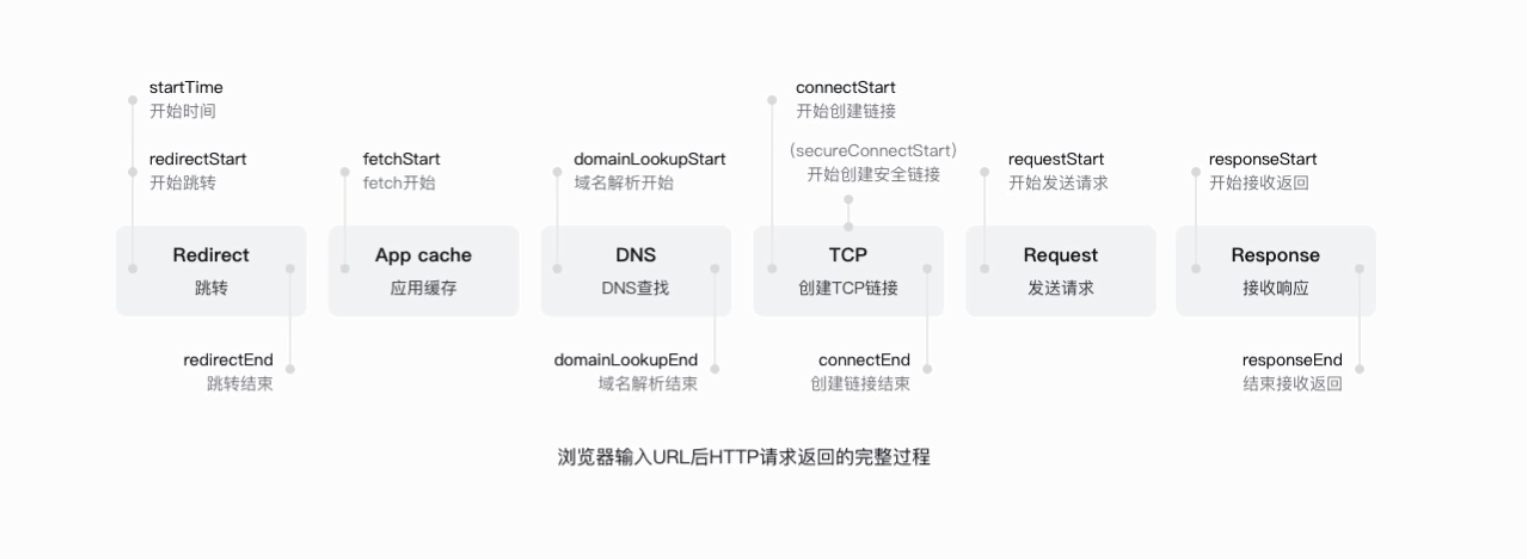 startTime
开始时间
redirectStart
开始跳转
Redirect
跳转
redirectEnd
跳转结束
fetchStart
fetch开始
App cache
应用缓存
domainLookupStart
域名解析开始
DNS
DNS查找
domainLookupEnd
域名解析结束
connectStart
开始创建链接
(secureConnectStart)
开始创建安全链接
TCP
创建TCP链接
connectEnd
创建链接结束
requestStart
开始发送请求
Request
发送请求
responseStart
开始接收返回
Response
接收响应
responseEnd
结束接收返回
浏览器输入URL后HTTP请求返回的完整过程